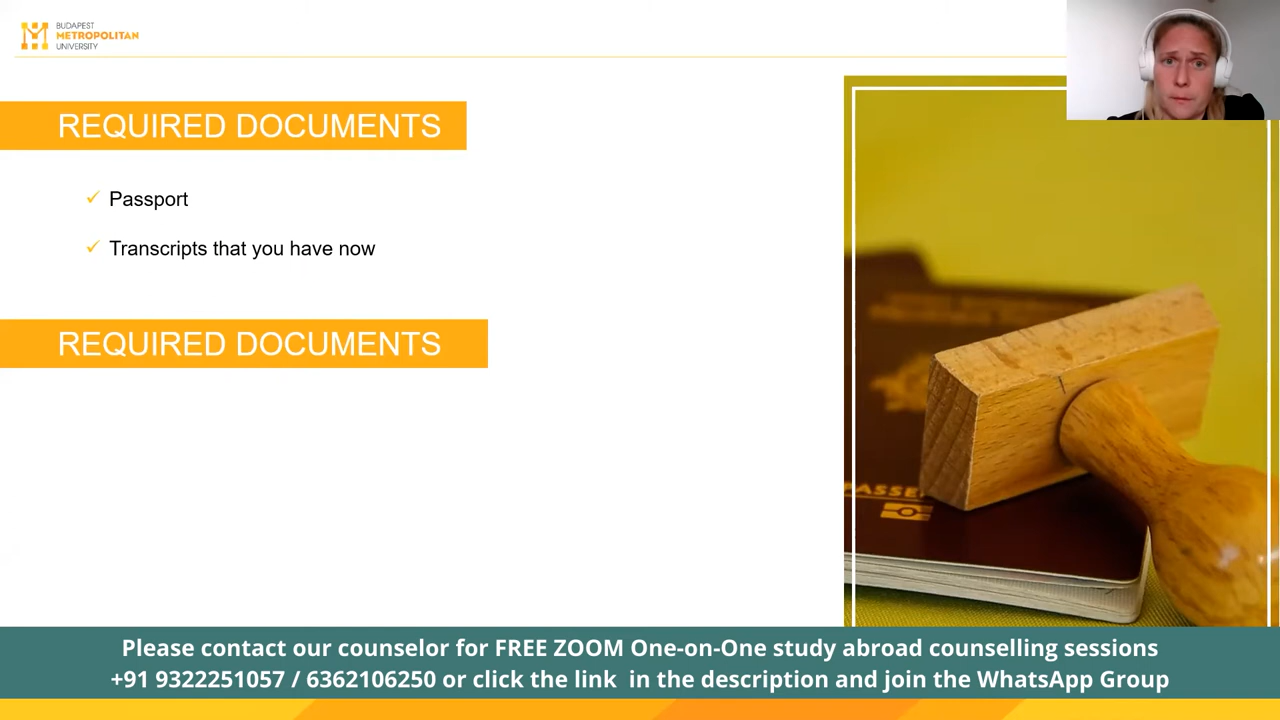 BUDAPEST
METROPOLITAN
UNIVERSITY
REQUIRED DOCUMENTS
✓ Passport
✓ Transcripts that you have now
REQUIRED DOCUMENTS
Please contact our counselor for FREE ZOOM One-on-One study abroad counselling sessions
+91 9322251057 / 6362106250 or click the link in the description and join the WhatsApp Group